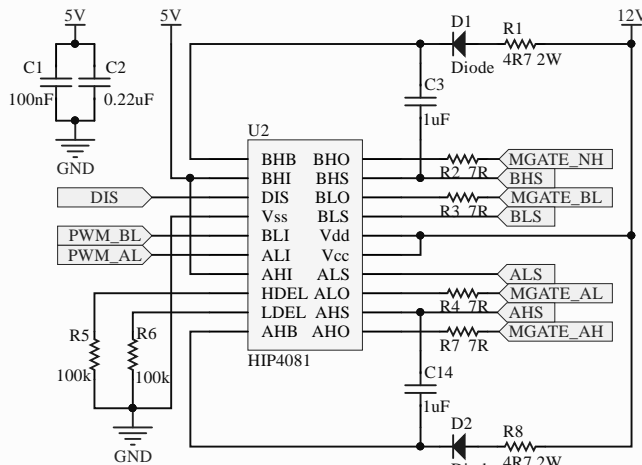 5V
5V
D1
R1
12V
C1
C2
Diode
4R7 2W
100nF
0.22uF
C3
1uF
GND
U2
BHB
BHO
R2 7R
MGATE_NH
BHI
BHS
BHS
DIS
DIS
BLO
R3 7R
MGATE_BL
Vss
BLS
BLS
PWM_BL
BLI
Vdd
PWM_AL
ALI
Vcc
AHI
ALS
ALS
HDEL
ALO
R4 7R
MGATE_AL
LDEL
AHS
AHS
R5
R6
AHB
AHO
R7 7R
MGATE_AH
HIP4081
100k
100k
C14
1uF
D2
R8
GND
4R7 2W